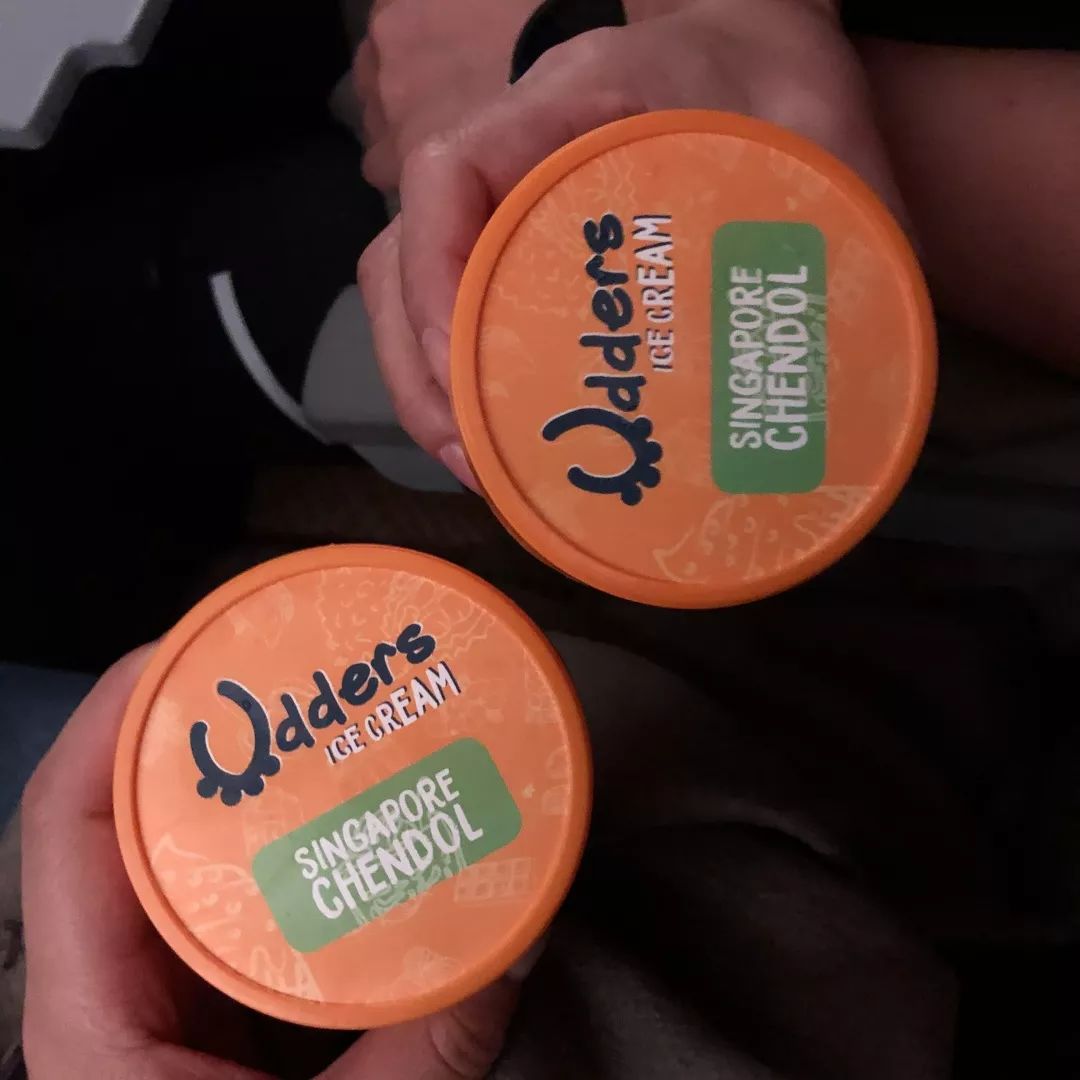 Udders
ICE CREAM
SINGAPORE
CHENDOL
Udders
ICE CREAM
SINGAPORE
CHENDOL